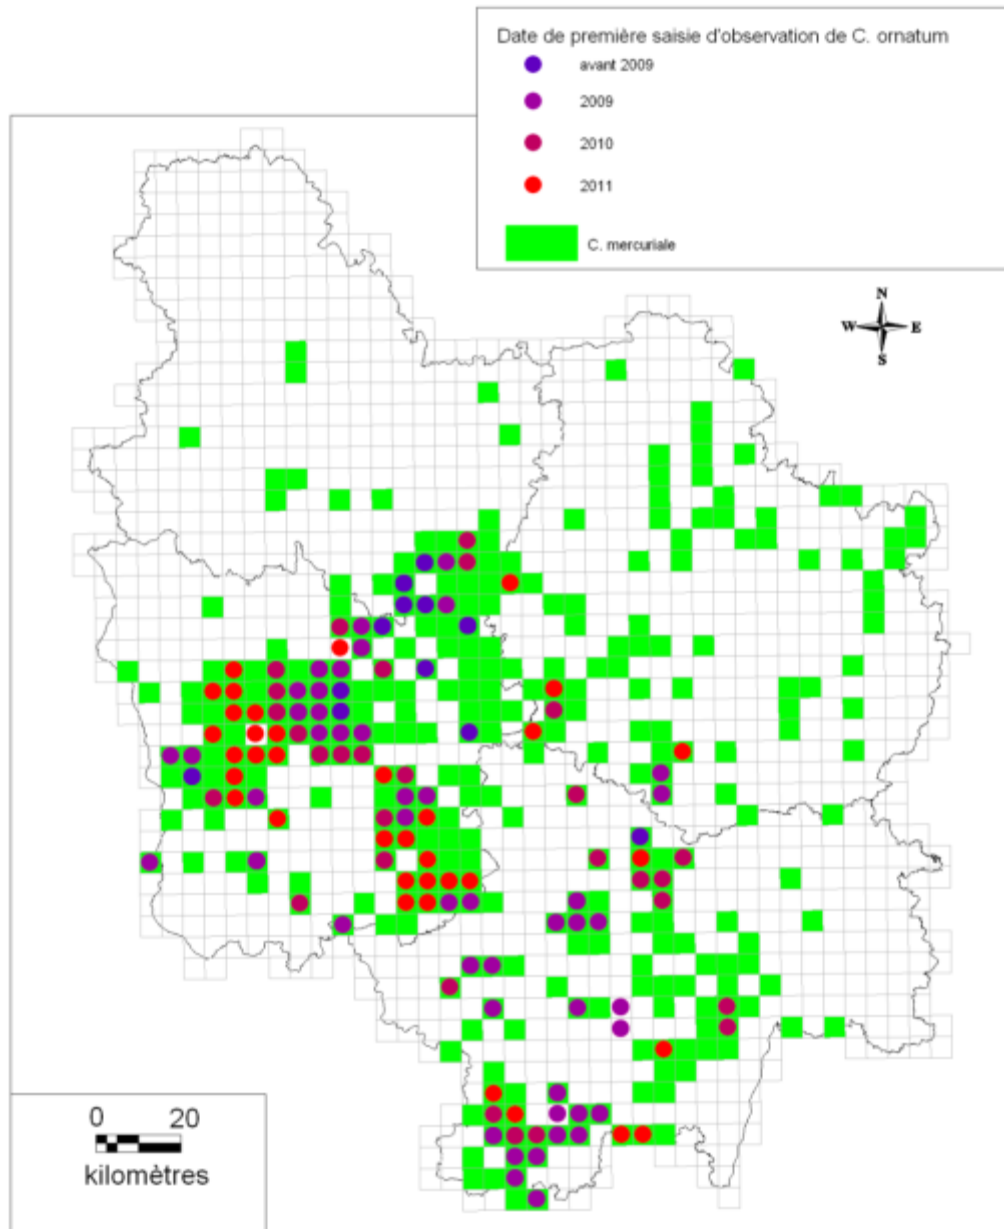 Date de première saisie d'observation de C. ornatum
avant 2009
2009
2010
2011
C. mercuriale
N
W E
S
0 20
kilomètres